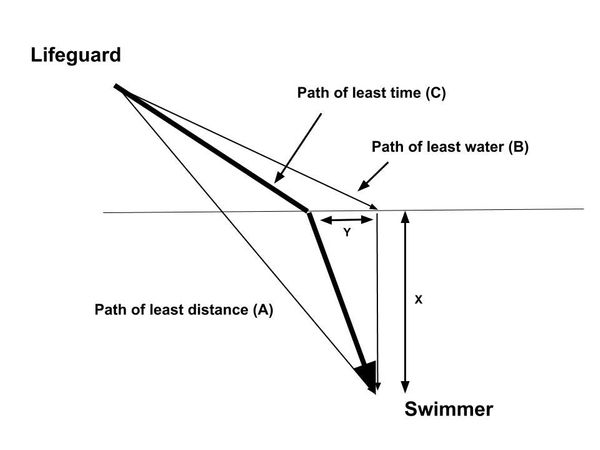 Lifeguard
Path of least time (C)
Path of least water (B)
Y
X
Path of least distance (A)
Swimmer